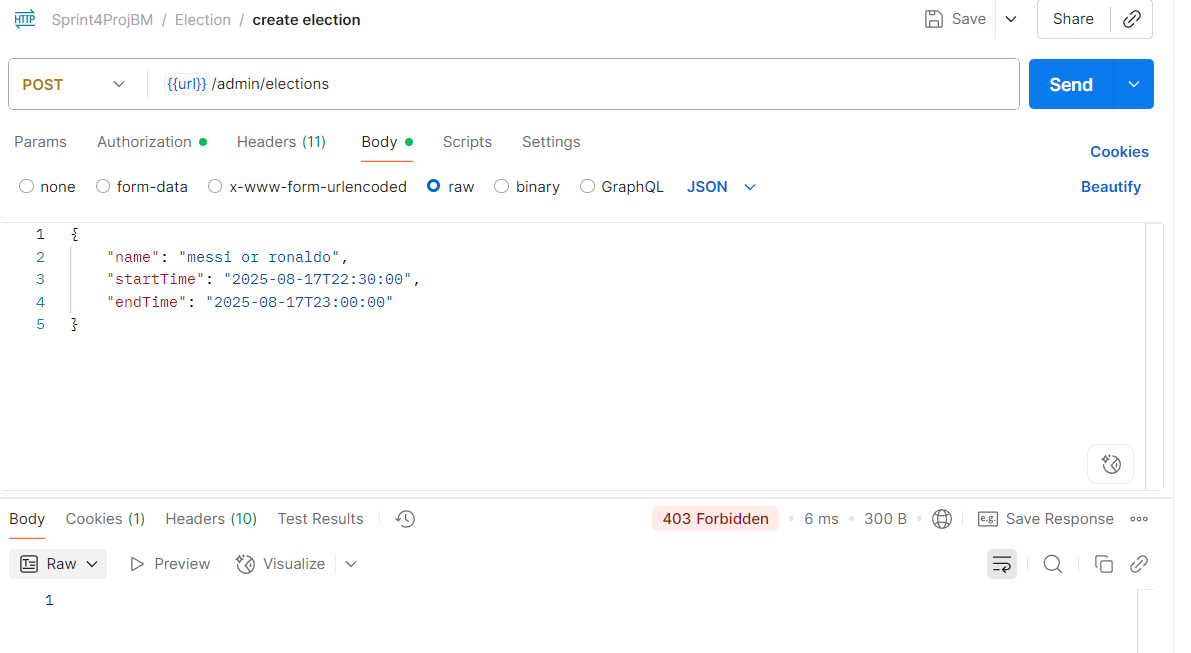 HTTP Sprint4ProjBM / Election / create election Save Share
POST {{url}} /admin/elections Send
Params Authorization Headers (11) Body Scripts Settings Cookies
none form-data x-www-form-urlencoded raw binary GraphQL JSON Beautify
1 {
2 "name": "messi or ronaldo",
3 "startTime": "2025-08-17T22:30:00",
4 "endTime": "2025-08-17T23:00:00"
5 }
Body Cookies (1) Headers (10) Test Results 403 Forbidden 6 ms 300 B e.g. Save Response
Raw Preview Visualize
1